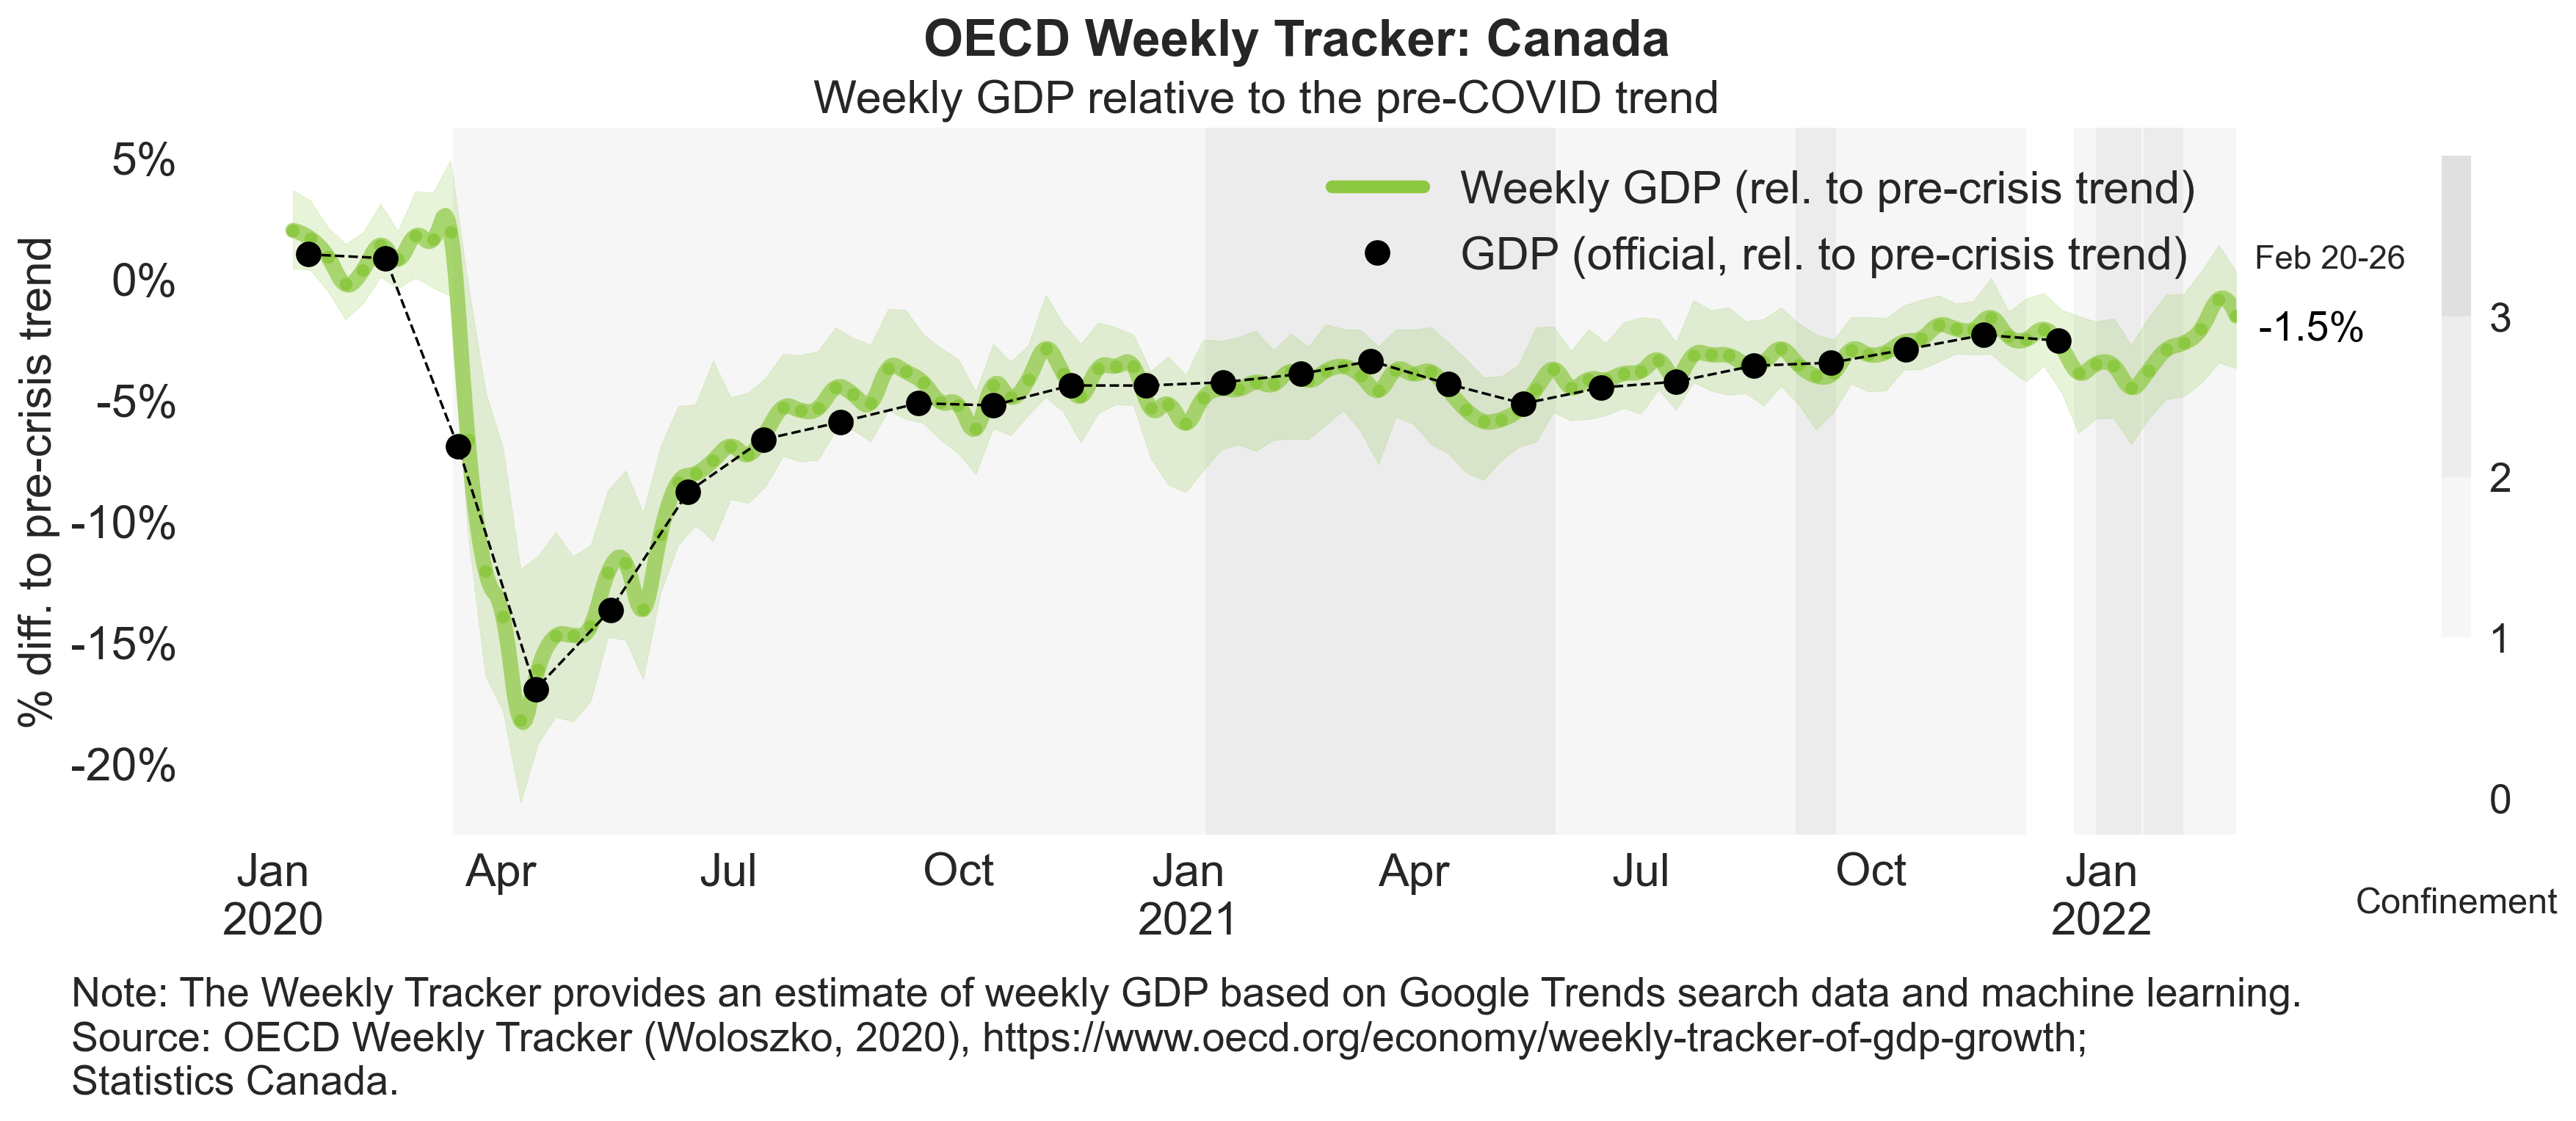 OECD Weekly Tracker: Canada
Weekly GDP relative to the pre-COVID trend
% diff. to pre-crisis trend
5%
0%
-5%
-10%
-15%
-20%
Weekly GDP (rel. to pre-crisis trend)
GDP (official, rel. to pre-crisis trend)
Feb 20-26
-1.5%
3
2
1
0
Confinement
Jan Apr Jul Oct Jan Apr Jul Oct Jan
2020 2021 2022
Note: The Weekly Tracker provides an estimate of weekly GDP based on Google Trends search data and machine learning.
Source: OECD Weekly Tracker (Woloszko, 2020), https://www.oecd.org/economy/weekly-tracker-of-gdp-growth;
Statistics Canada.